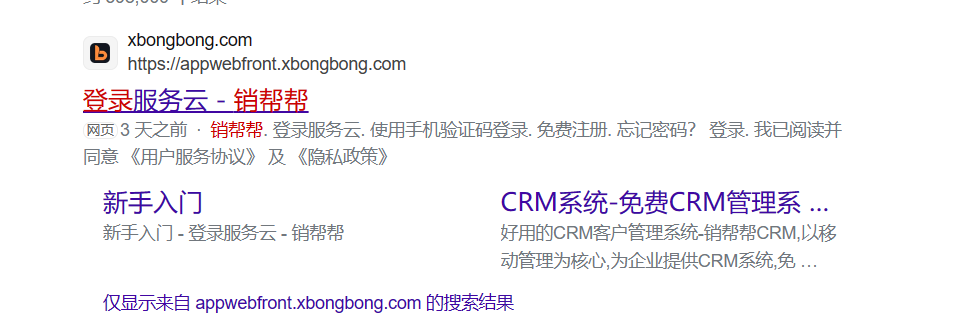 xbongbong.com
https://appwebfront.xbongbong.com
登录服务云 - 销帮帮
网页 3 天之前 · 销帮帮. 登录服务云. 使用手机验证码登录. 免费注册. 忘记密码？ 登录. 我已阅读并
同意 《用户服务协议》 及 《隐私政策》
新手入门
新手入门 - 登录服务云 - 销帮帮
CRM系统-免费CRM管理系 ...
好用的CRM客户管理系统-销帮帮CRM,以移
动管理为核心,为企业提供CRM系统,免 …
仅显示来自 appwebfront.xbongbong.com 的搜索结果